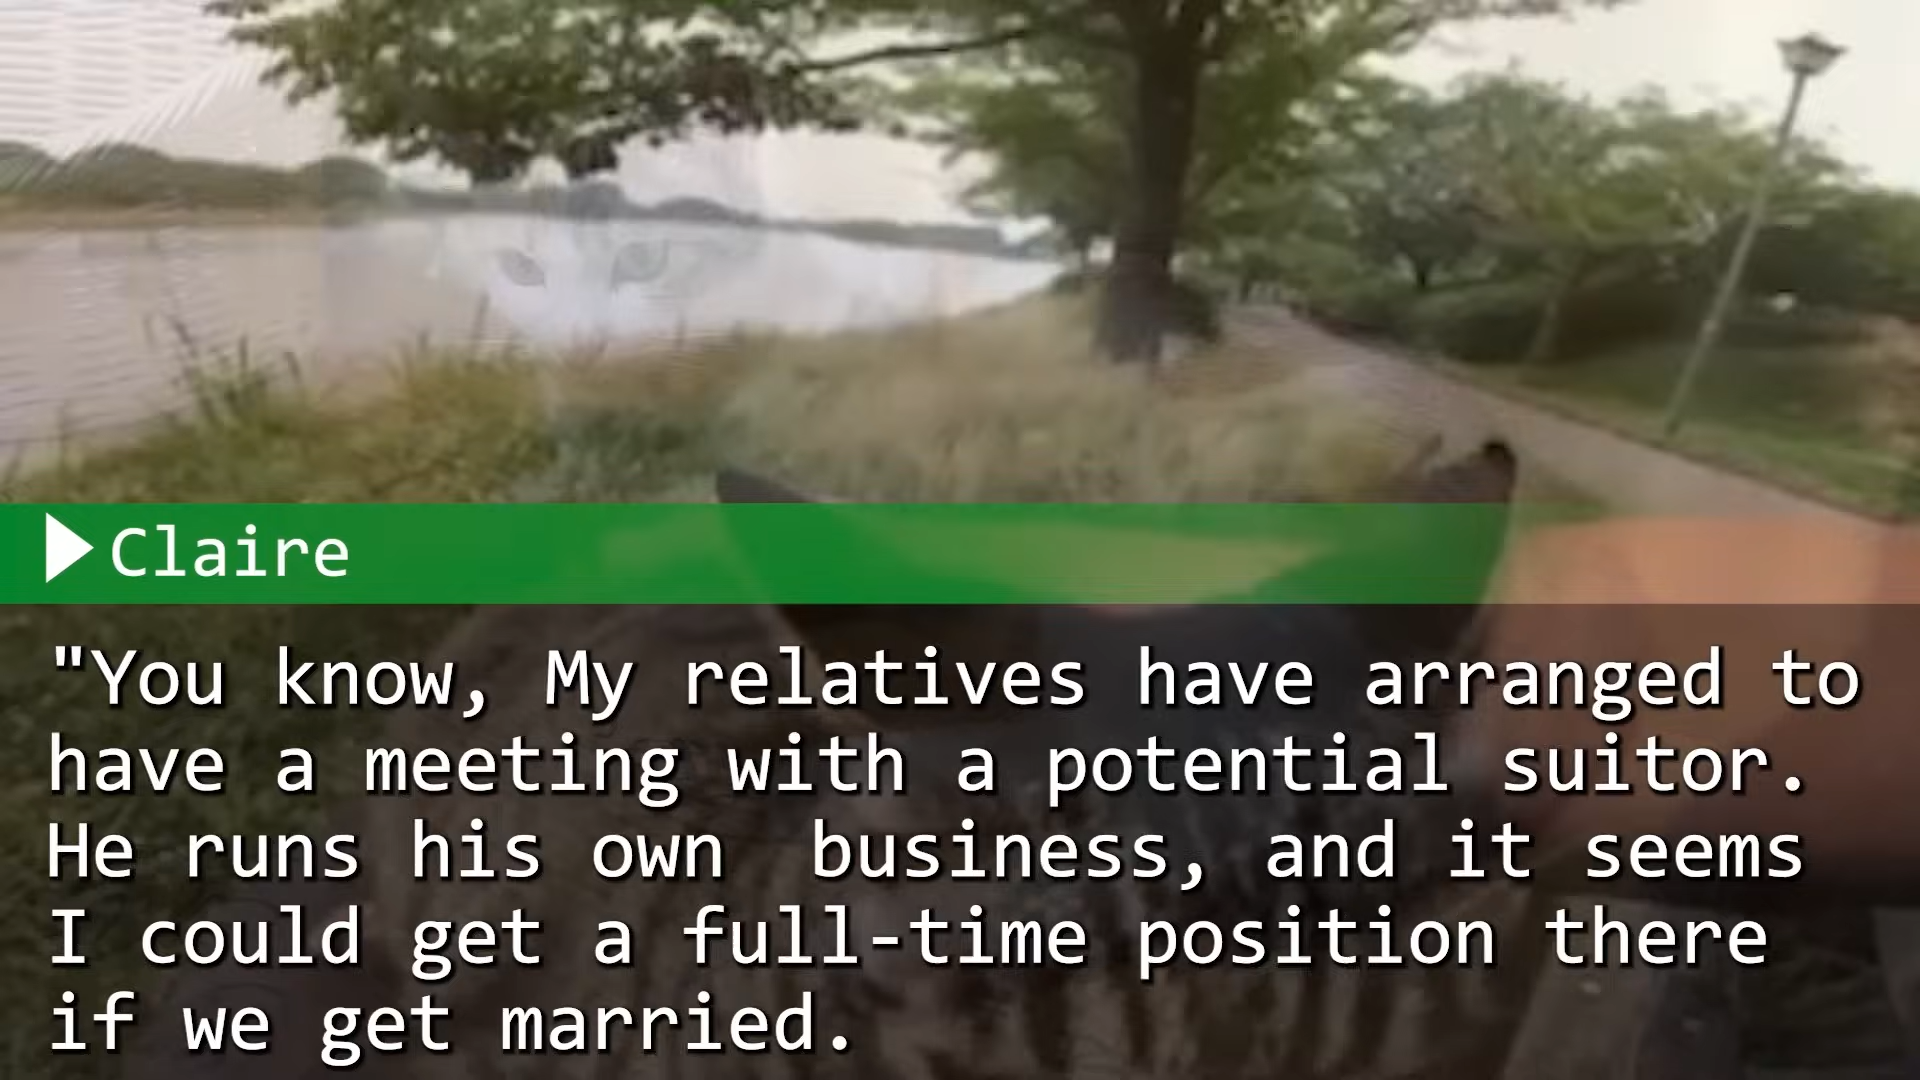 Claire
"You know, My relatives have arranged to
have a meeting with a potential suitor.
He runs his own  business, and it seems
I could get a full-time position there
if we get married.